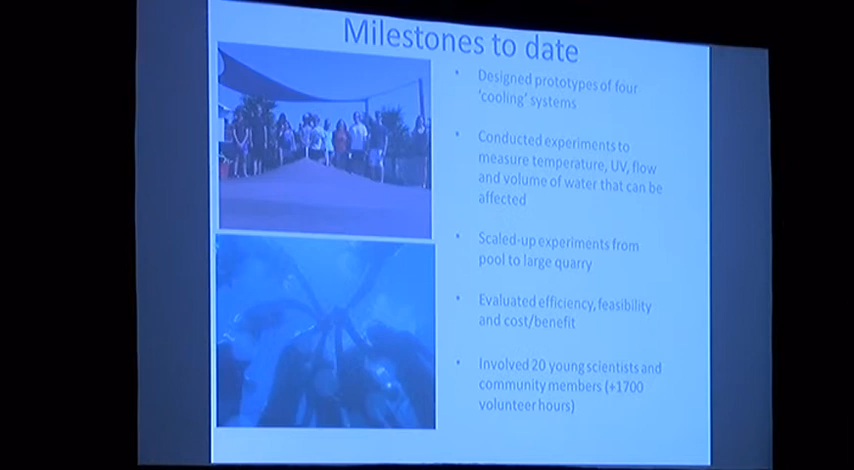 Milestones to date
• Designed prototypes of four
'cooling' systems
• Conducted experiments to
measure temperature, UV, flow
and volume of water that can be
affected
• Scaled-up experiments from
pool to large quarry
• Evaluated efficiency, feasibility
and cost/benefit
• Involved 20 young scientists and
community members (+1700
volunteer hours)